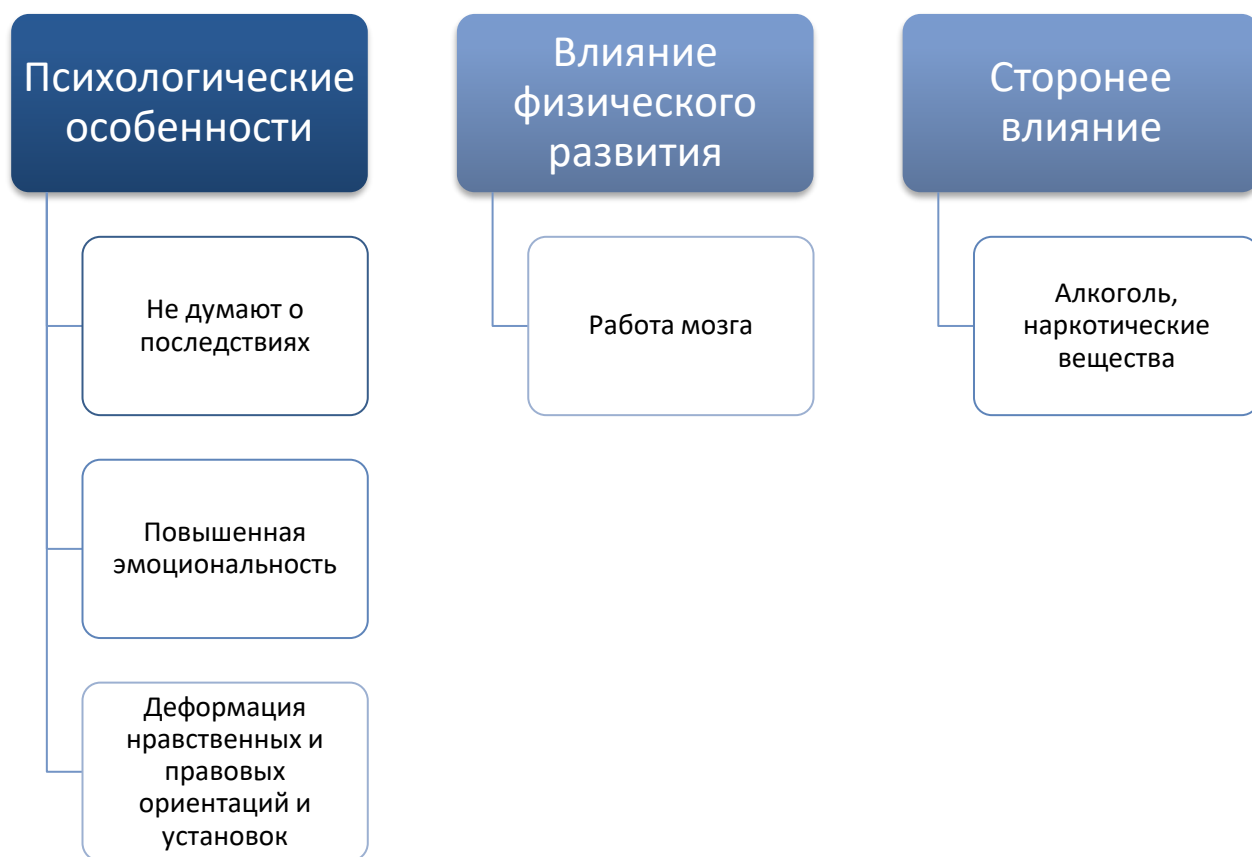 Психологические
особенности
Не думают о
последствиях
Повышенная
эмоциональность
Деформация
нравственных и
правовых
ориентаций и
установок
Влияние
физического
развития
Работа мозга
Сторонее
влияние
Алкоголь,
наркотические
вещества